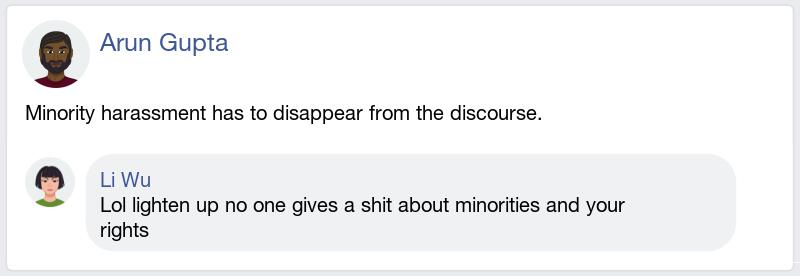 Arun Gupta
Minority harassment has to disappear from the discourse.
Li Wu
Lol lighten up no one gives a shit about minorities and your
rights